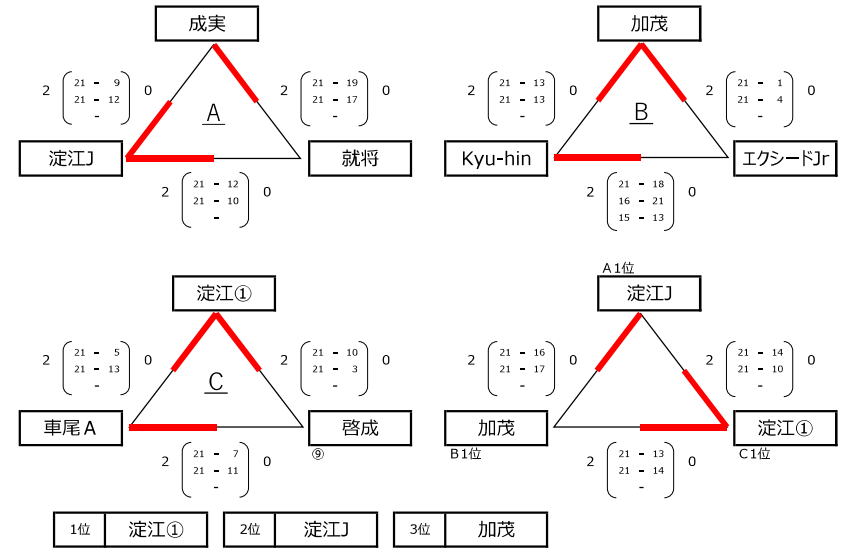 成実
2 21 - 9 0
21 - 12
-
2 21 - 19 0
21 - 17
-
A
淀江J
就将
2 21 - 12 0
21 - 10
-
加茂
2 21 - 13 0
21 - 13
-
2 21 - 1 0
21 - 4
-
B
Kyu-hin
エクシードJr
2 21 - 18 0
16 - 21
15 - 13
淀江①
2 21 - 5 0
21 - 13
-
2 21 - 10 0
21 - 3
-
C
車尾A
啓成
⑨
2 21 - 7 0
21 - 11
-
A1位
淀江J
2 21 - 16 0
21 - 17
-
2 21 - 14 0
21 - 10
-
加茂
B1位
淀江①
C1位
2 21 - 13 0
21 - 14
-
1位 淀江① 2位 淀江J 3位 加茂